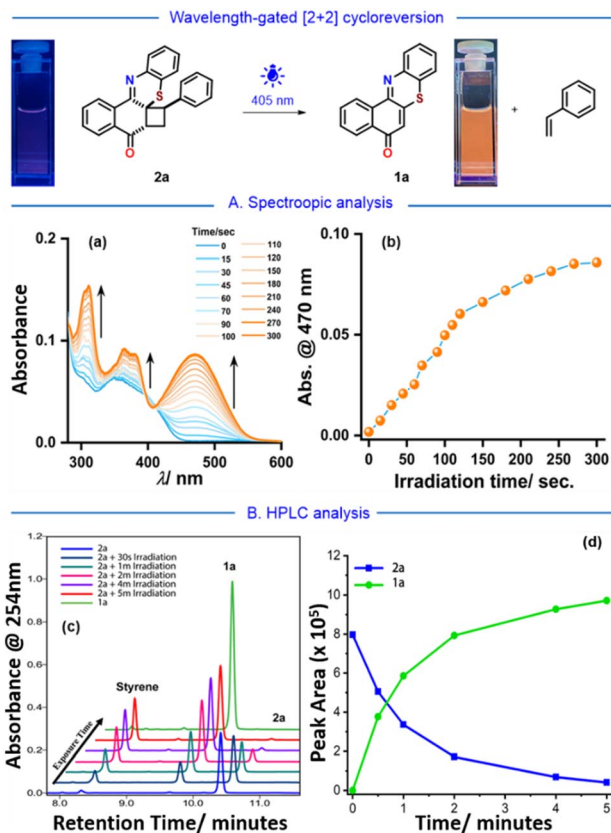 Wavelength-gated [2+2] cycloreversion
N
S
O
2a
405 nm
N
S
O
1a
+
A. Spectroopic analysis
(a)
Time/sec
0
15
30
45
60
70
90
100
110
120
150
180
210
240
270
300
Absorbance
0.2
0.1
0.0
300 400 500 600
λ/ nm
(b)
Abs. @ 470 nm
0.10
0.05
0.00
0 50 100 150 200 250 300
Irradiation time/ sec.
B. HPLC analysis
(c)
2a
2a + 30s Irradiation
2a + 1m Irradiation
2a + 2m Irradiation
2a + 4m Irradiation
2a + 5m Irradiation
1a
1a
Styrene
2a
Exposure Time
Absorbance @ 254nm
1.2
1.0
0.8
0.6
0.4
0.2
0.0
8.0 9.0 10.0 11.0
Retention Time/ minutes
(d)
2a
1a
Peak Area (x 10⁵)
12
10
8
6
4
2
0
0 1 2 3 4 5
Time/ minutes